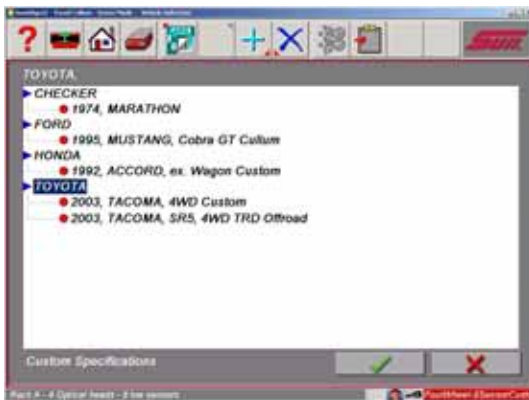 SUN
TOYOTA,
CHECKER
1974, MARATHON
FORD
1995, MUSTANG, Cobra GT Cullum
HONDA
1992, ACCORD, ex. Wagon Custom
TOYOTA
2003, TACOMA, 4WD Custom
2003, TACOMA, SR5, 4WD TRD Offroad
Custom Specifications